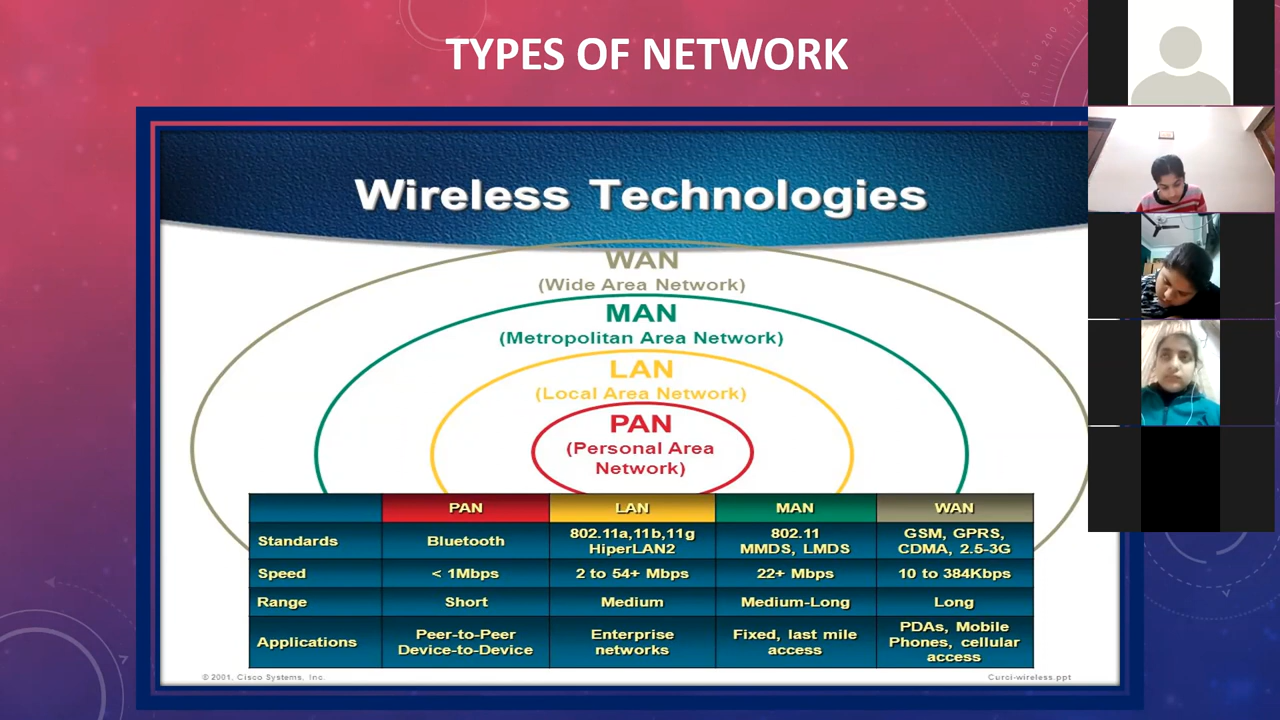 TYPES OF NETWORK
Wireless Technologies
WAN
(Wide Area Network)
MAN
(Metropolitan Area Network)
LAN
(Local Area Network)
PAN
(Personal Area
Network)
PAN LAN MAN WAN
Standards Bluetooth 802.11a,11b,11g HiperLAN2 802.11 MMDS, LMDS GSM, GPRS, CDMA, 2.5-3G
Speed < 1Mbps 2 to 54+ Mbps 22+ Mbps 10 to 384Kbps
Range Short Medium Medium-Long Long
Applications Peer-to-Peer Device-to-Device Enterprise networks Fixed, last mile access PDAs, Mobile Phones, cellular access
© 2001, Cisco Systems, Inc. Curci-wireless.ppt